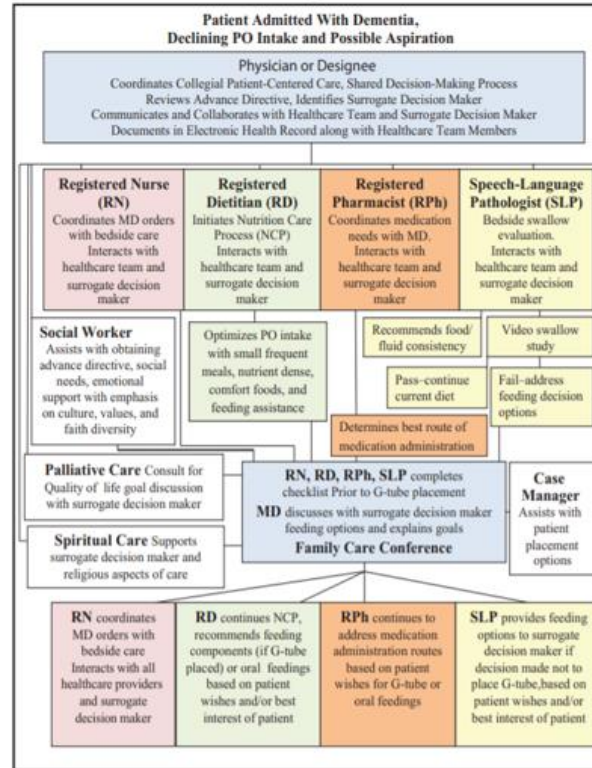 Patient Admitted With Dementia,
Declining PO Intake and Possible Aspiration
Physician or Designee
Coordinates Collegial Patient-Centered Care, Shared Decision-Making Process
Reviews Advance Directive, Identifies Surrogate Decision Maker
Communicates and Collaborates with Healthcare Team and Surrogate Decision Maker
Documents in Electronic Health Record along with Healthcare Team Members
Registered Nurse
(RN)
Coordinates MD orders
with bedside care
Interacts with
healthcare team and
surrogate decision
maker
Registered
Dietitian (RD)
Initiates Nutrition Care
Process (NCP)
Interacts with
healthcare team and
surrogate decision
maker
Registered
Pharmacist (RPh)
Coordinates medication
needs with MD.
Interacts with
healthcare team and
surrogate decision
maker
Speech-Language
Pathologist (SLP)
Bedside swallow
evaluation.
Interacts with
healthcare team and
surrogate decision
maker
Social Worker
Assists with obtaining
advance directive, social
needs, emotional
support with emphasis
on culture, values, and
faith diversity
Optimizes PO intake
with small frequent
meals, nutrient dense,
comfort foods, and
feeding assistance
Recommends food/
fluid consistency
Video swallow
study
Pass–continue
current diet
Fail–address
feeding decision
options
Determines best route of
medication administration
Palliative Care Consult for
Quality of life goal discussion
with surrogate decision maker
Spiritual Care Supports
surrogate decision maker and
religious aspects of care
RN, RD, RPh, SLP completes
checklist Prior to G-tube placement
MD discusses with surrogate decision maker
feeding options and explains goals
Family Care Conference
Case
Manager
Assists with
patient
placement
options
RN coordinates
MD orders with
bedside care
Interacts with all
healthcare providers
and surrogate
decision maker
RD continues NCP,
recommends feeding
components (if G-tube
placed) or oral feedings
based on patient
wishes and/or best
interest of patient
RPh continues to
address medication
administration routes
based on patient
wishes for G-tube or
oral feedings
SLP provides feeding
options to surrogate
decision maker if
decision made not to
place G-tube,based on
patient wishes and/or
best interest of patient